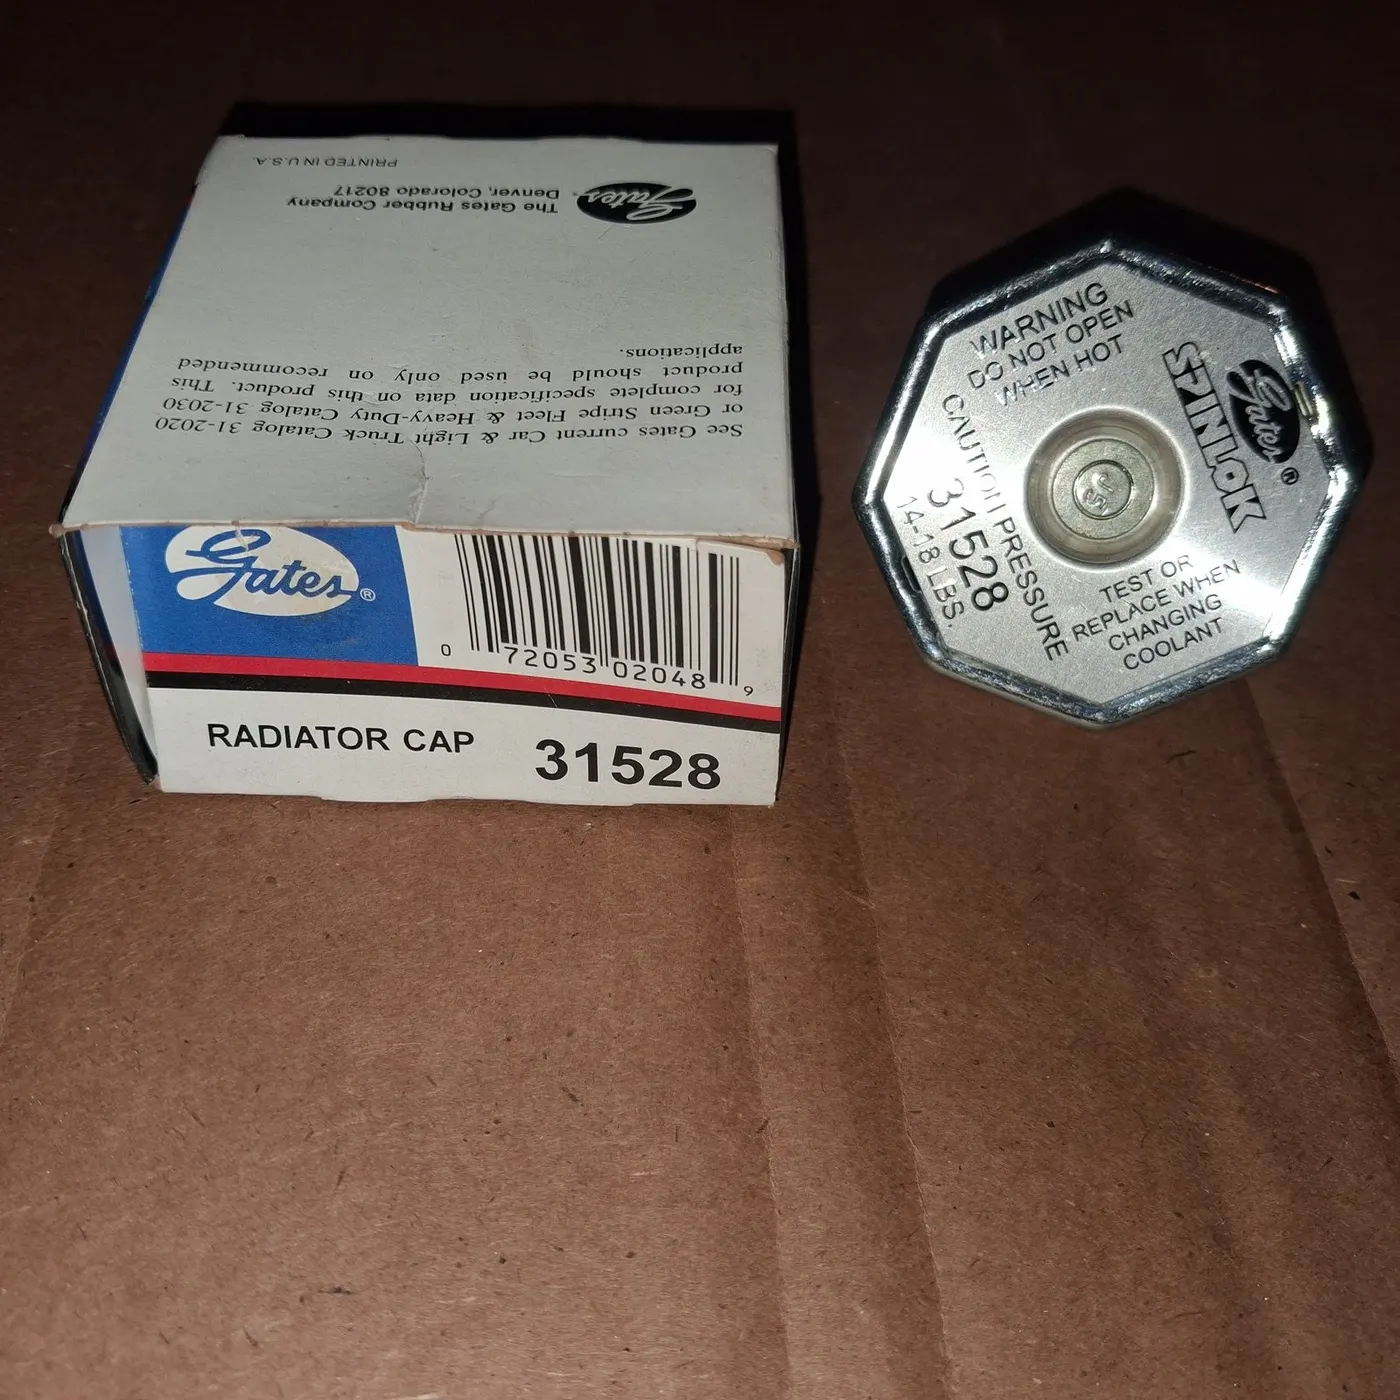 PRINTED IN U.S.A.
Gates®
The Gates Rubber Company
Denver, Colorado 80217
See Gates current Car & Light Truck Catalog 31-2020
or Green Stripe Fleet & Heavy-Duty Catalog 31-2030
for complete specification data on this product. This
product should be used only on recommended
applications.
Gates®
0 72053 02048 9
RADIATOR CAP 31528
WARNING
DO NOT OPEN
WHEN HOT
Gates®
SPINLOK
CAUTION PRESSURE
31528
14-18 LBS.
TEST OR
REPLACE WHEN
CHANGING
COOLANT